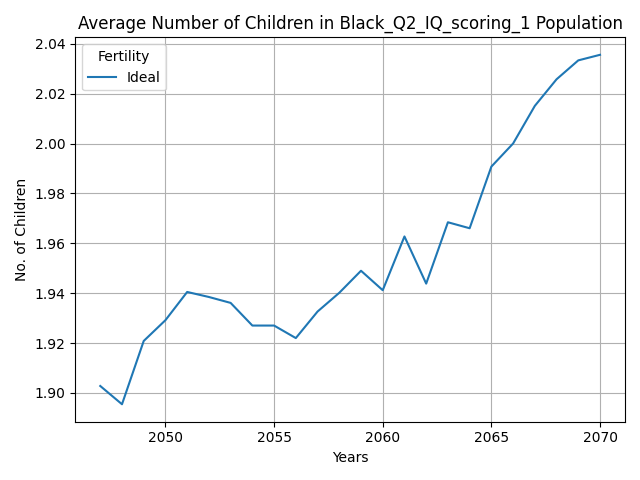 Average Number of Children in Black_Q2_IQ_scoring_1 Population
Fertility
Ideal
2.04
2.02
2.00
1.98
1.96
1.94
1.92
1.90
No. of Children
2050 2055 2060 2065 2070
Years